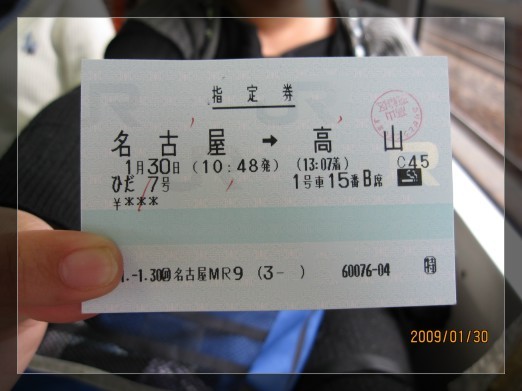 指定券
名古屋 ➡ 高山
1月30日 (10:48発) (13:07着) C45
ひだ 7号 1号車15番B席
¥***
.-1.30 名古屋MR9 (3- ) 60076-04 特
2009/01/30